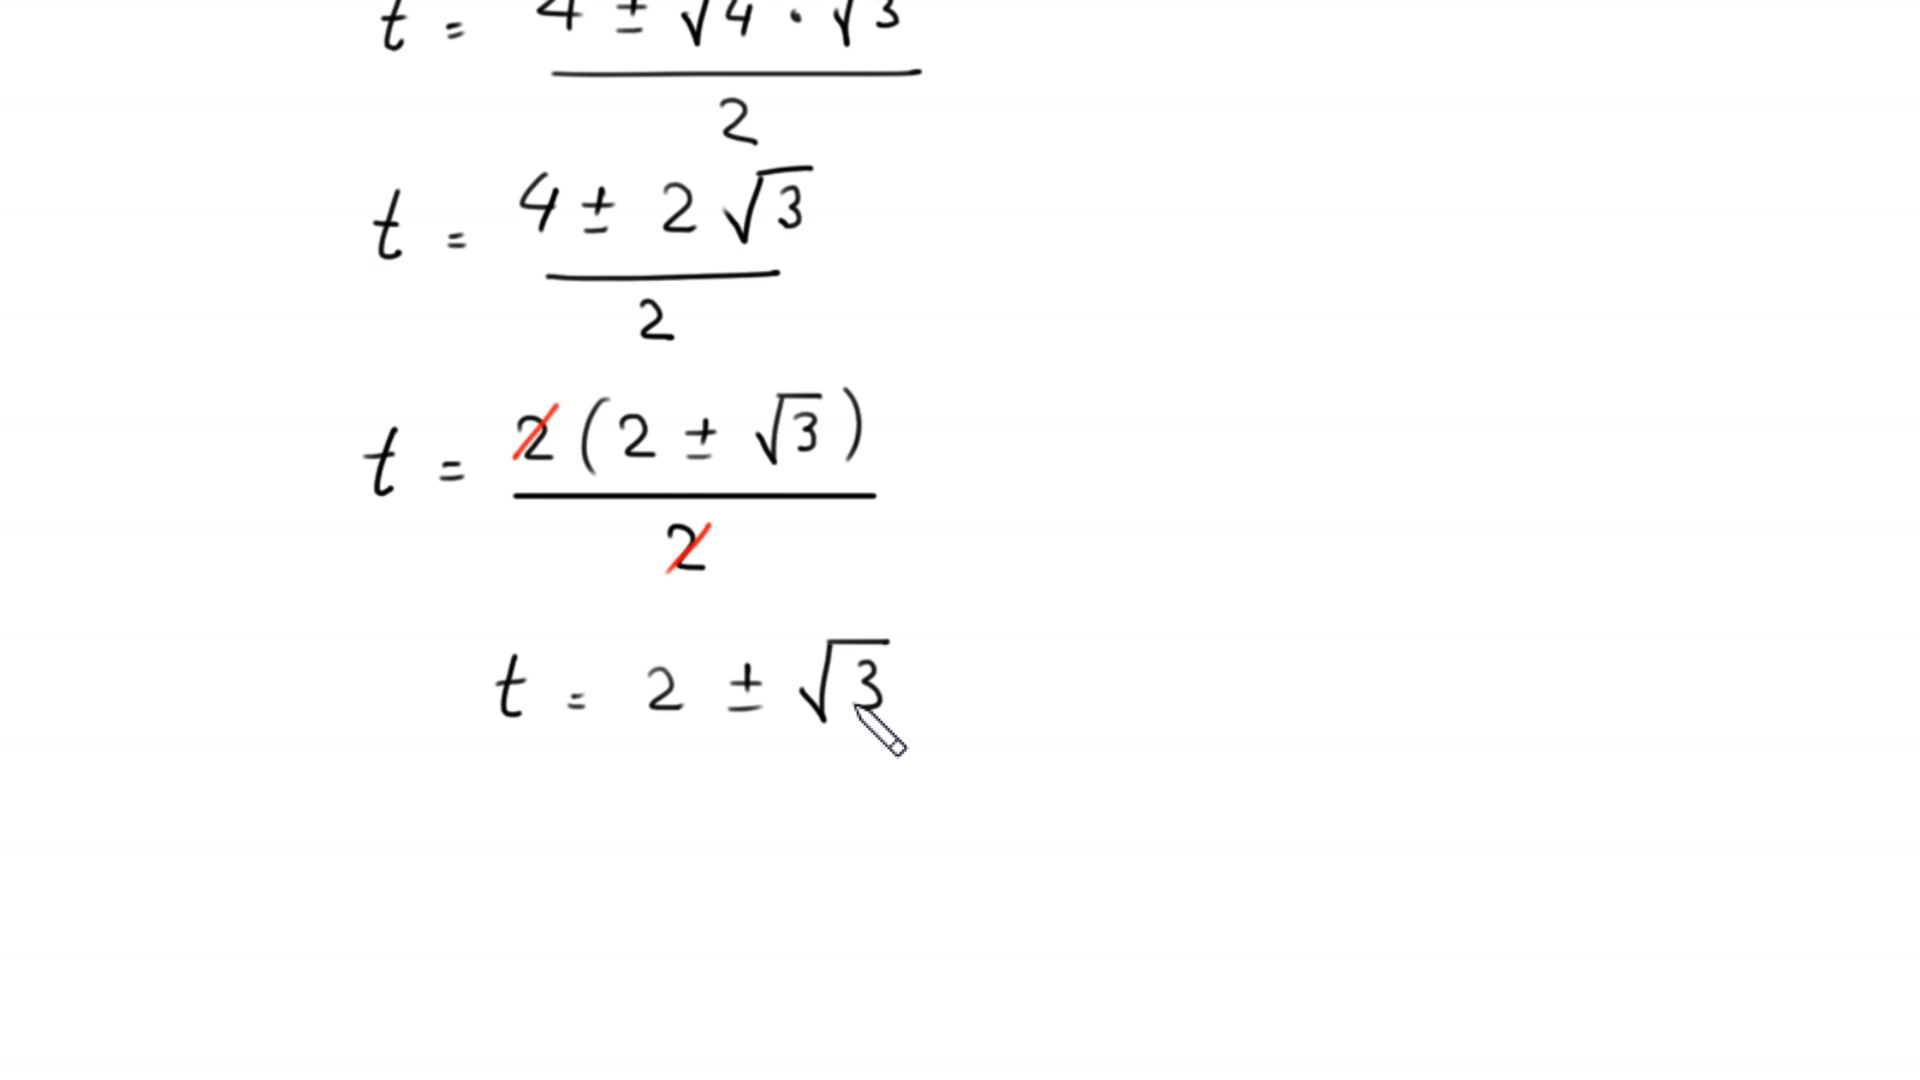 t = 4 ± √4 · √3
2
t = 4 ± 2 √3
2
t = 2 ( 2 ± √3 )
2
t = 2 ± √3